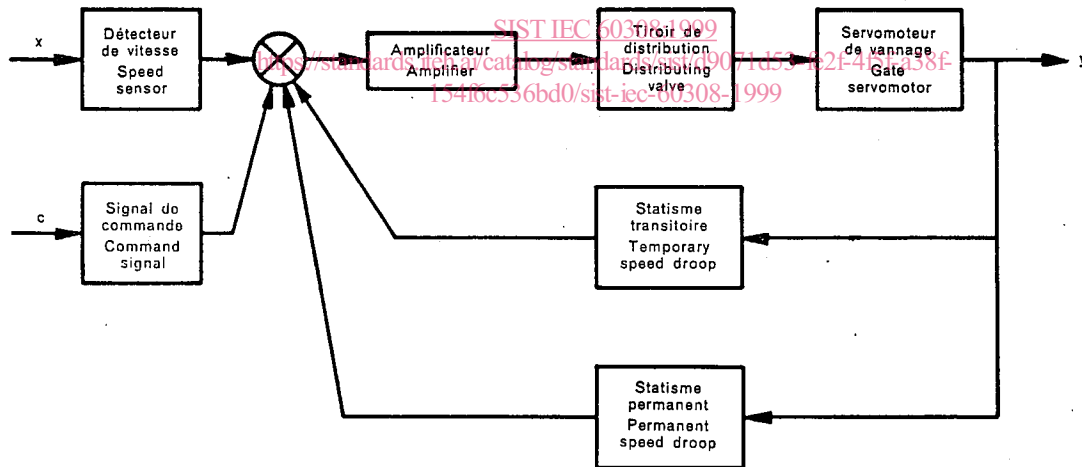 x
Détecteur
de vitesse
Speed
sensor
Amplificateur
Amplifier
Tiroir de
distribution
Distributing
valve
Servomoteur
de vannage
Gate
servomotor
y
SIST IEC 60308:1999
https://standards.iteh.ai/catalog/standards/sist/d9071d53-fe2f-4f5f-a38f-
154f6c536bd0/sist-iec-60308-1999
c
Signal de
commande
Command
signal
Statisme
transitoire
Temporary
speed droop
Statisme
permanent
Permanent
speed droop